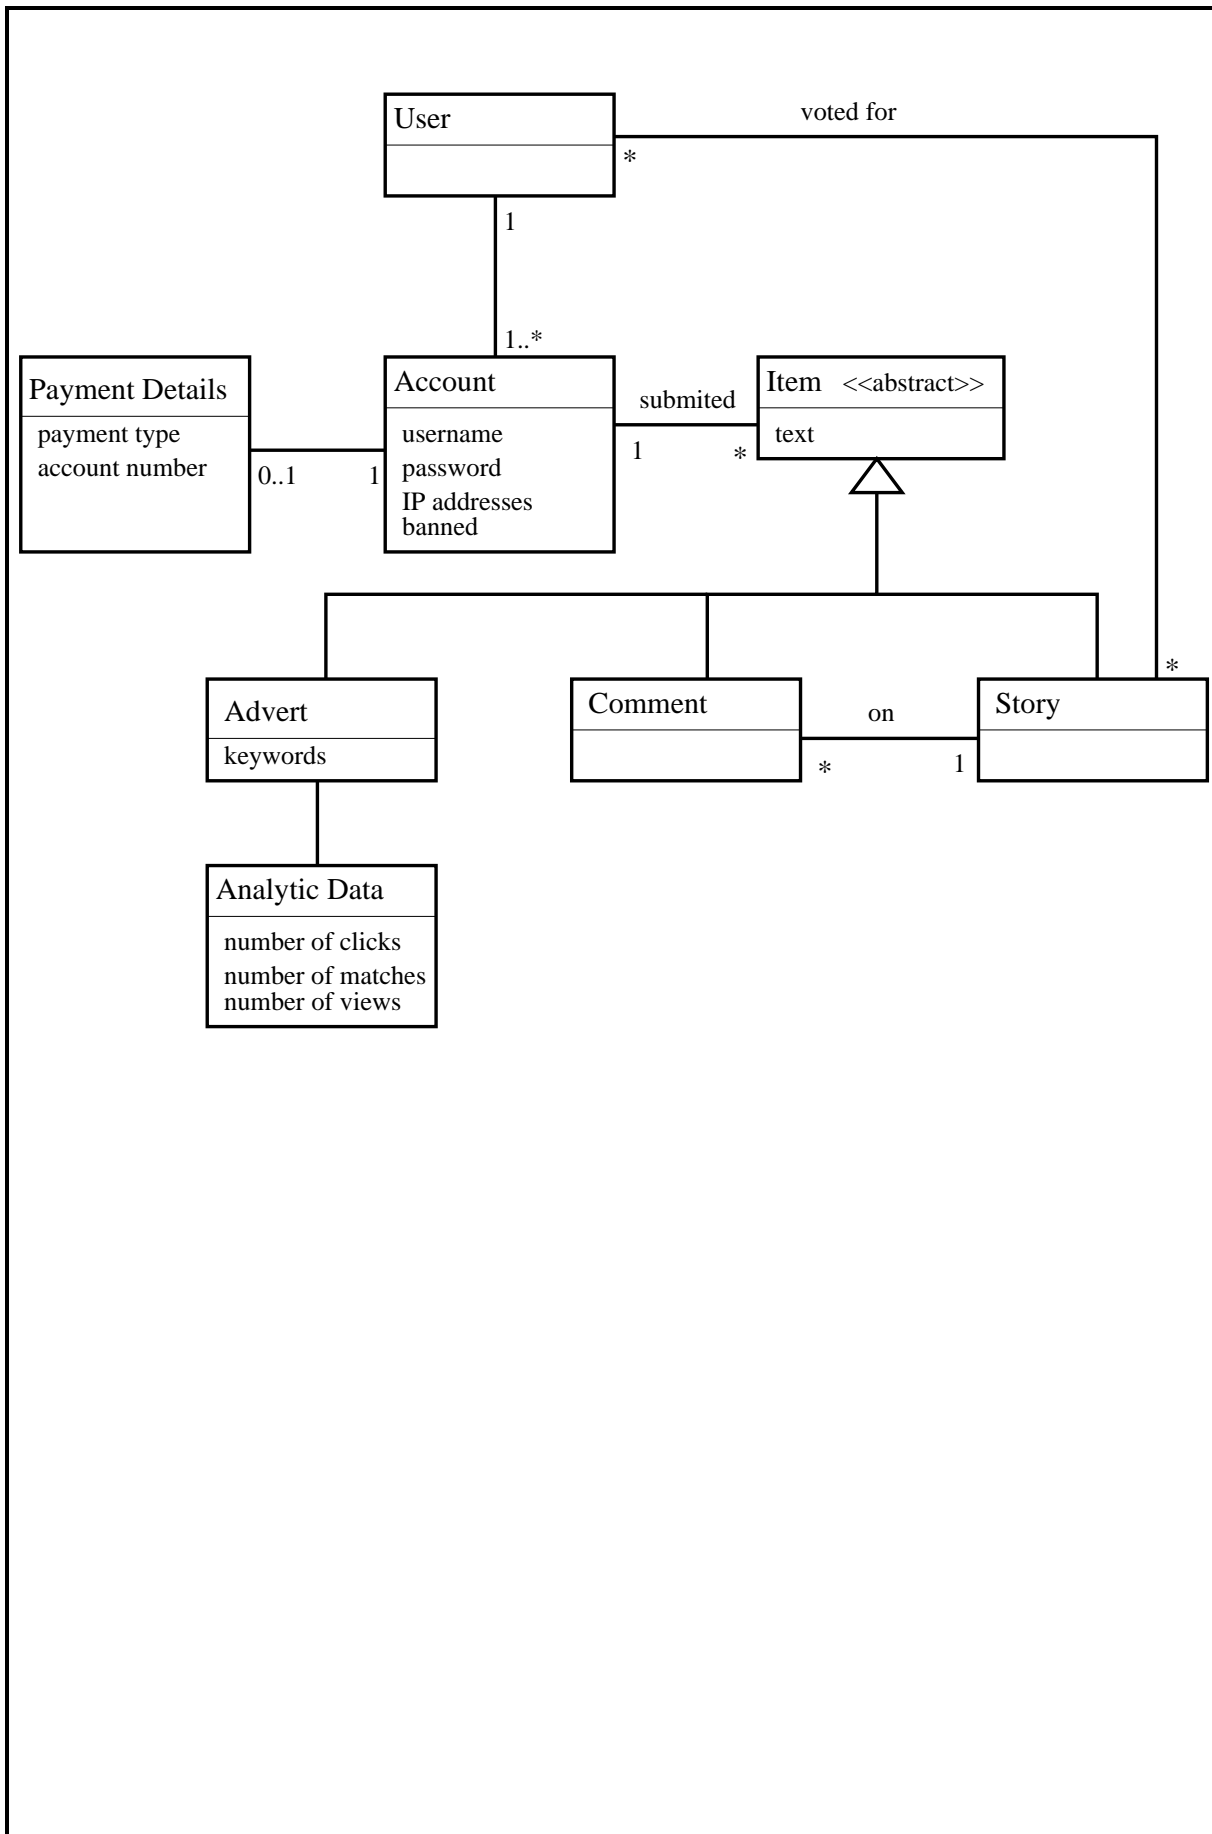 User
voted for
*
1
1..*
Payment Details
payment type
account number
0..1
1
Account
username
password
IP addresses
banned
submited
1
*
Item <<abstract>>
text
*
Advert
keywords
Comment
on
*
1
Story
Analytic Data
number of clicks
number of matches
number of views